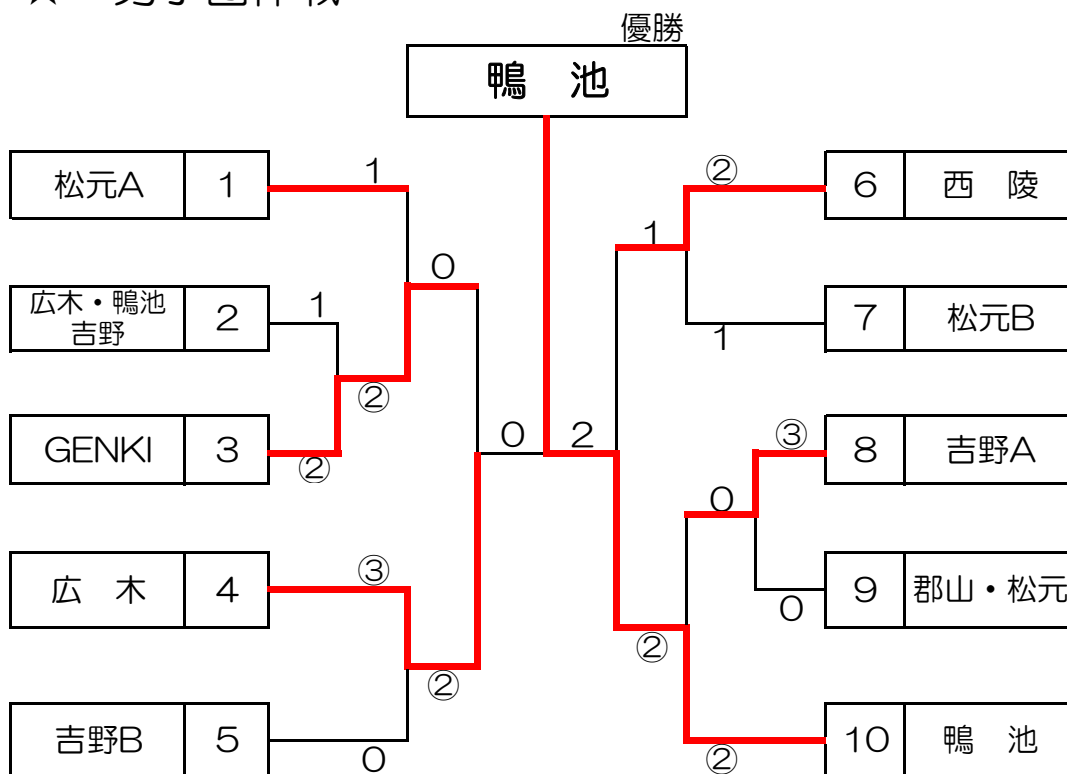 優勝
鴨 池
松元A 1
1
② 6 西 陵
0
1
広木・鴨池
吉野
2
1
1
7 松元B
②
GENKI 3
②
0 2
③
8 吉野A
0
広 木 4
③
9 郡山・松元
0
②
②
吉野B 5
0
②
10 鴨 池